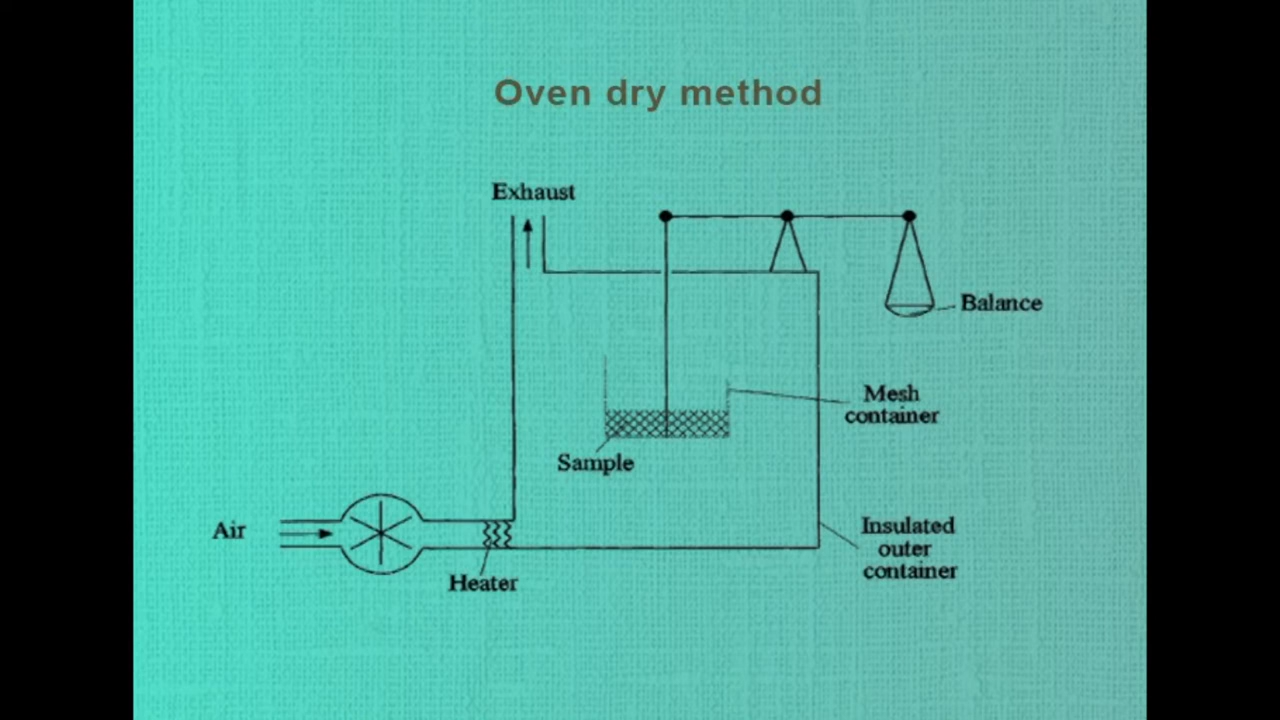 Oven dry method
Exhaust
Balance
Mesh
container
Sample
Air
Insulated
outer
container
Heater